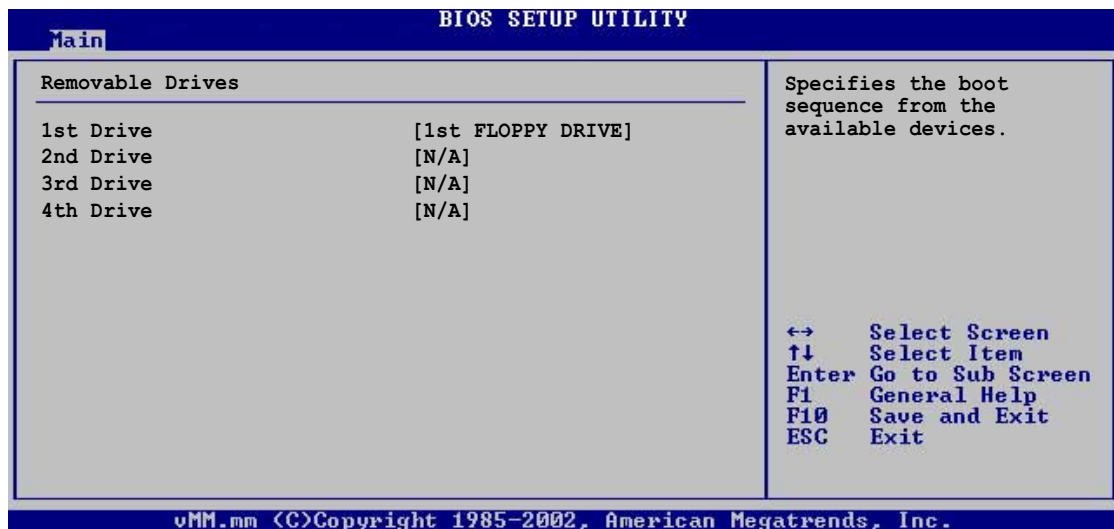 BIOS SETUP UTILITY
Main
Removable Drives
1st Drive [1st FLOPPY DRIVE]
2nd Drive [N/A]
3rd Drive [N/A]
4th Drive [N/A]
Specifies the boot
sequence from the
available devices.
←→ Select Screen
↑↓ Select Item
Enter Go to Sub Screen
F1 General Help
F10 Save and Exit
ESC Exit
vMM.mm (C)Copyright 1985-2002, American Megatrends, Inc.